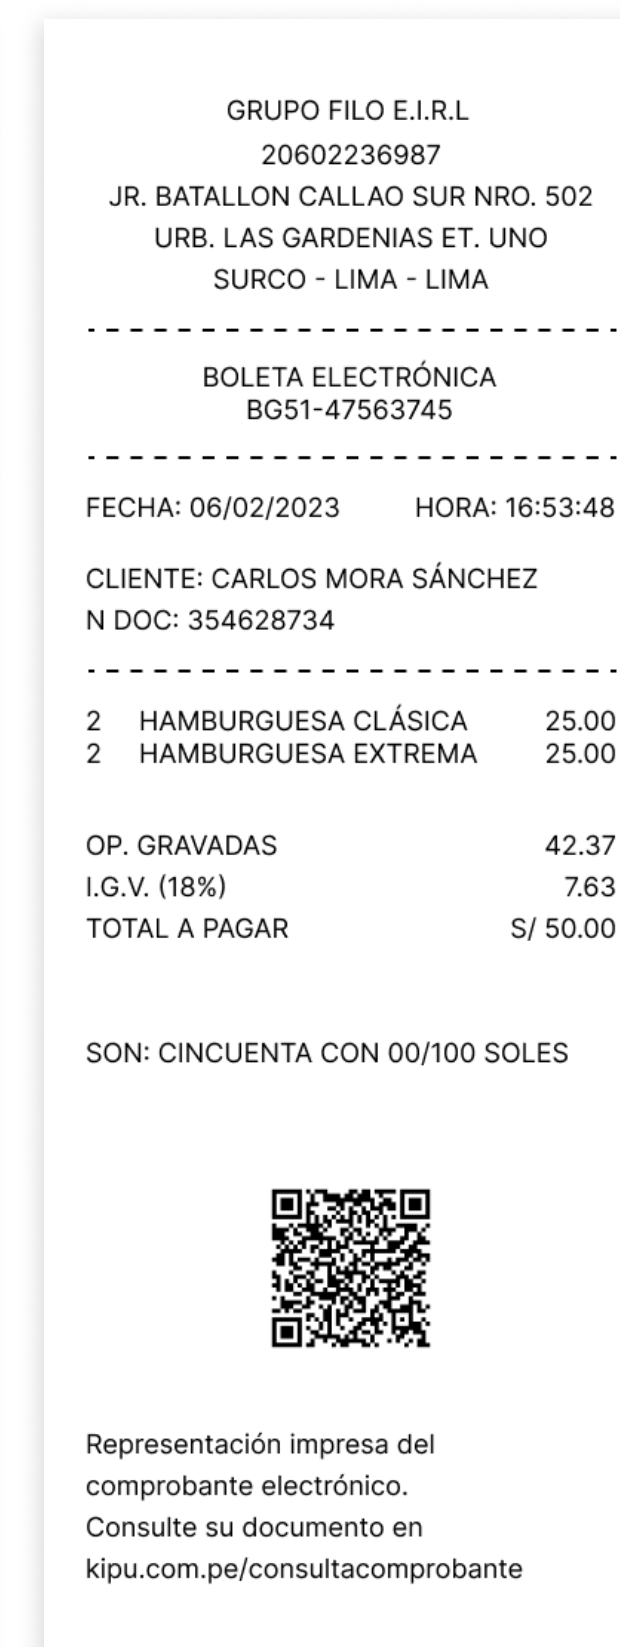 GRUPO FILO E.I.R.L
20602236987
JR. BATALLON CALLAO SUR NRO. 502
URB. LAS GARDENIAS ET. UNO
SURCO - LIMA - LIMA
BOLETA ELECTRÓNICA
BG51-47563745
FECHA: 06/02/2023 HORA: 16:53:48
CLIENTE: CARLOS MORA SÁNCHEZ
N DOC: 354628734
2 HAMBURGUESA CLÁSICA 25.00
2 HAMBURGUESA EXTREMA 25.00
OP. GRAVADAS 42.37
I.G.V. (18%) 7.63
TOTAL A PAGAR S/ 50.00
SON: CINCUENTA CON 00/100 SOLES
Representación impresa del
comprobante electrónico.
Consulte su documento en
kipu.com.pe/consultacomprobante